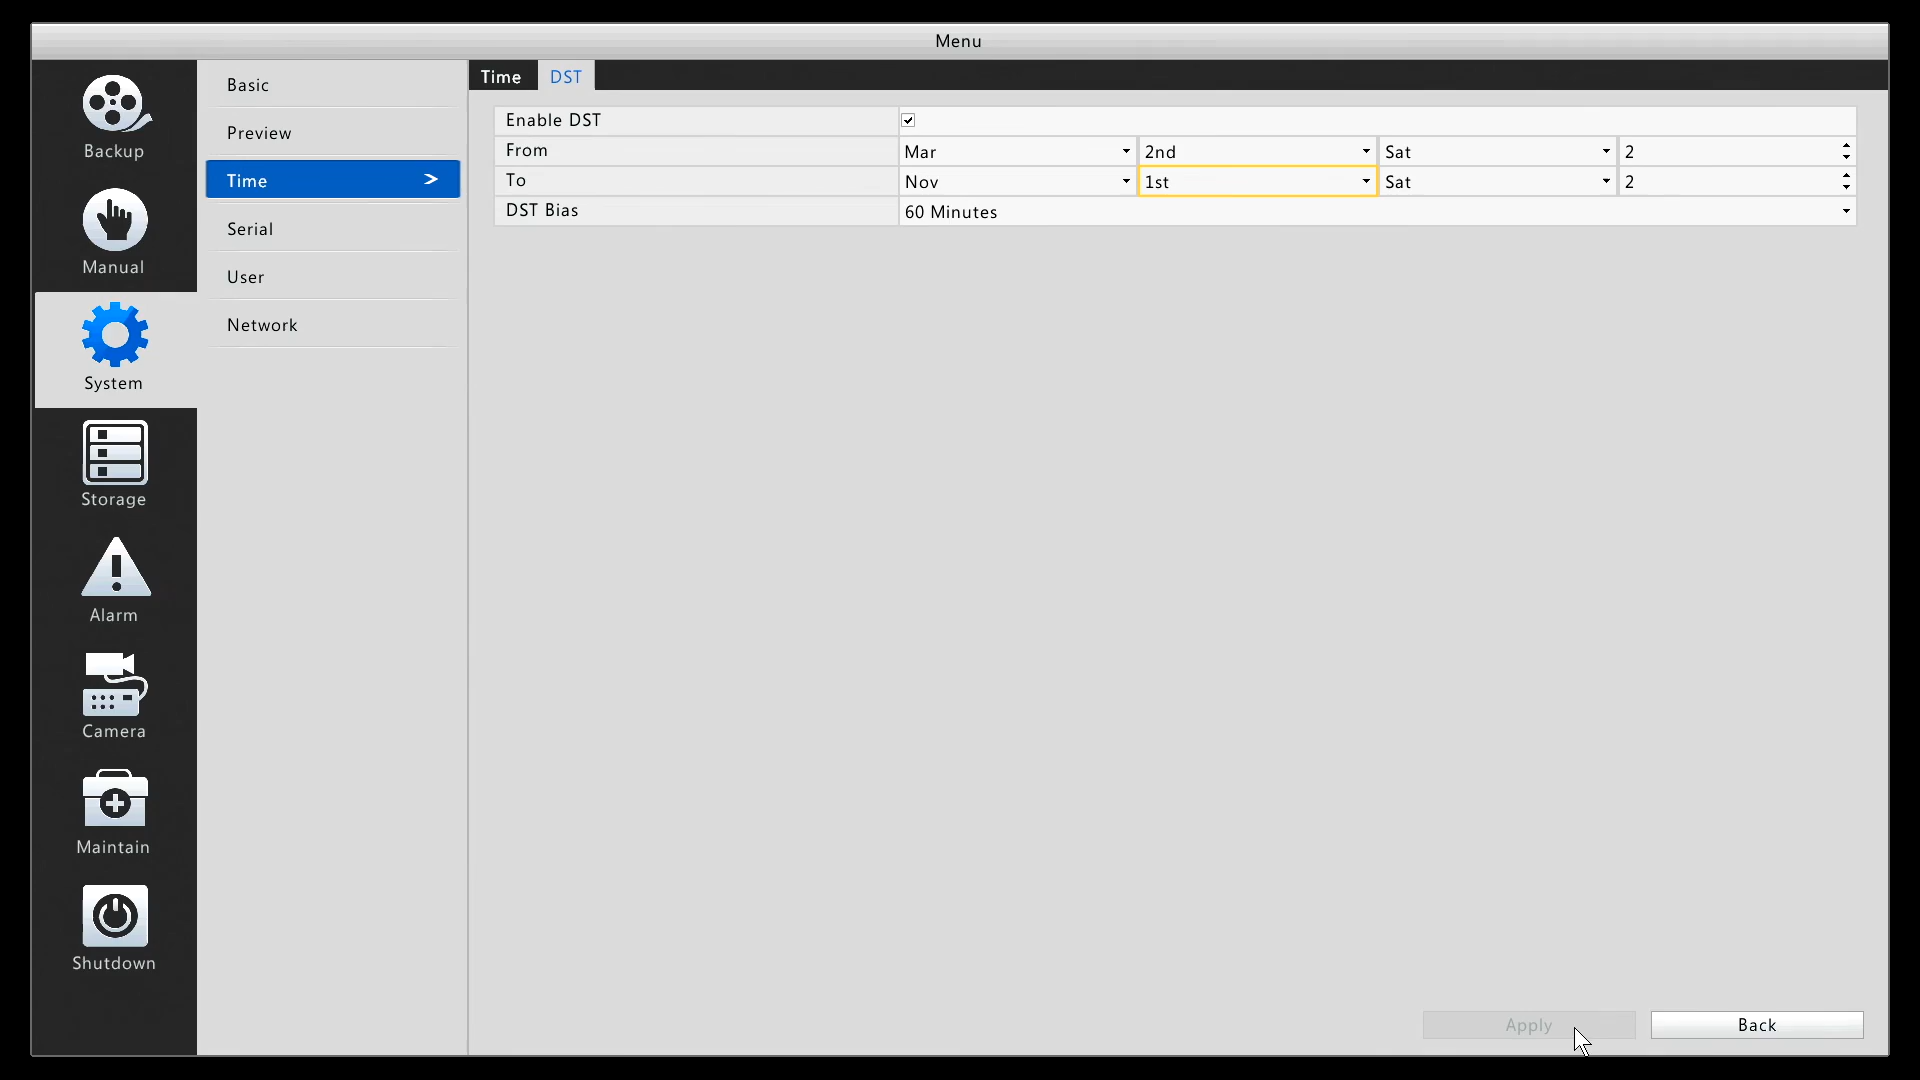 Menu
Backup
Manual
System
Storage
Alarm
Camera
Maintain
Shutdown
Basic
Preview
Time >
Serial
User
Network
Time DST
Enable DST
From Mar 2nd Sat 2
To Nov 1st Sat 2
DST Bias 60 Minutes
Apply Back